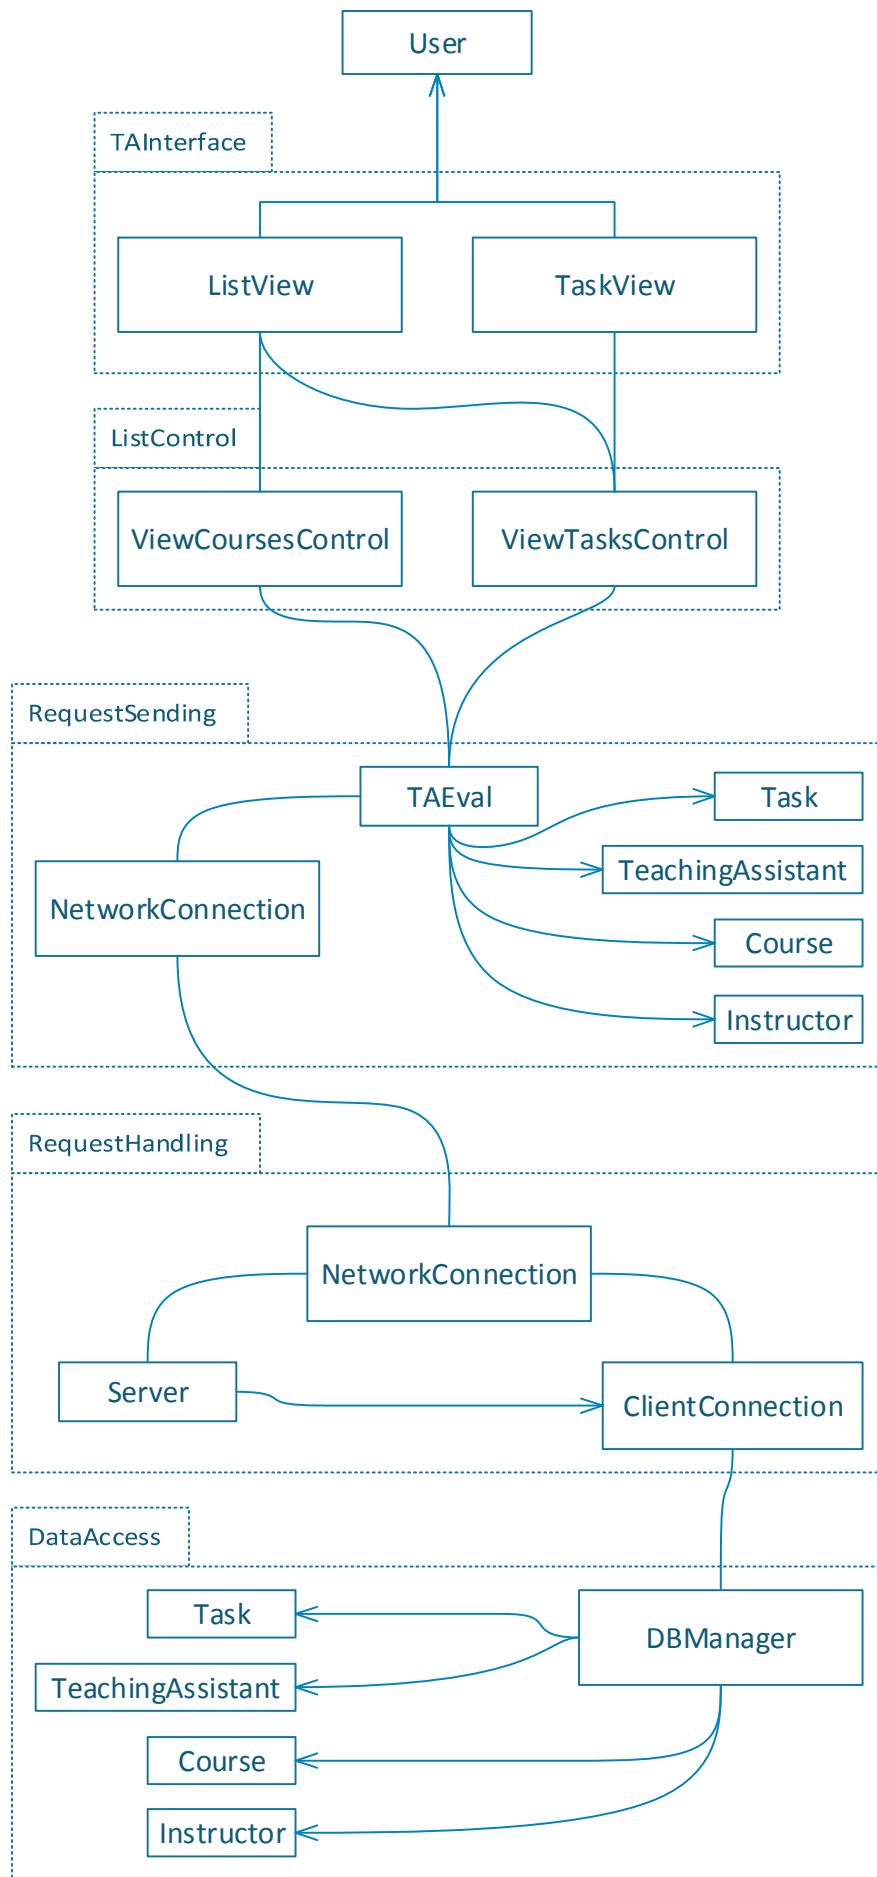 User
TAInterface
ListView
TaskView
ListControl
ViewCoursesControl
ViewTasksControl
RequestSending
TAEval
Task
TeachingAssistant
NetworkConnection
Course
Instructor
RequestHandling
NetworkConnection
Server
ClientConnection
DataAccess
Task
DBManager
TeachingAssistant
Course
Instructor